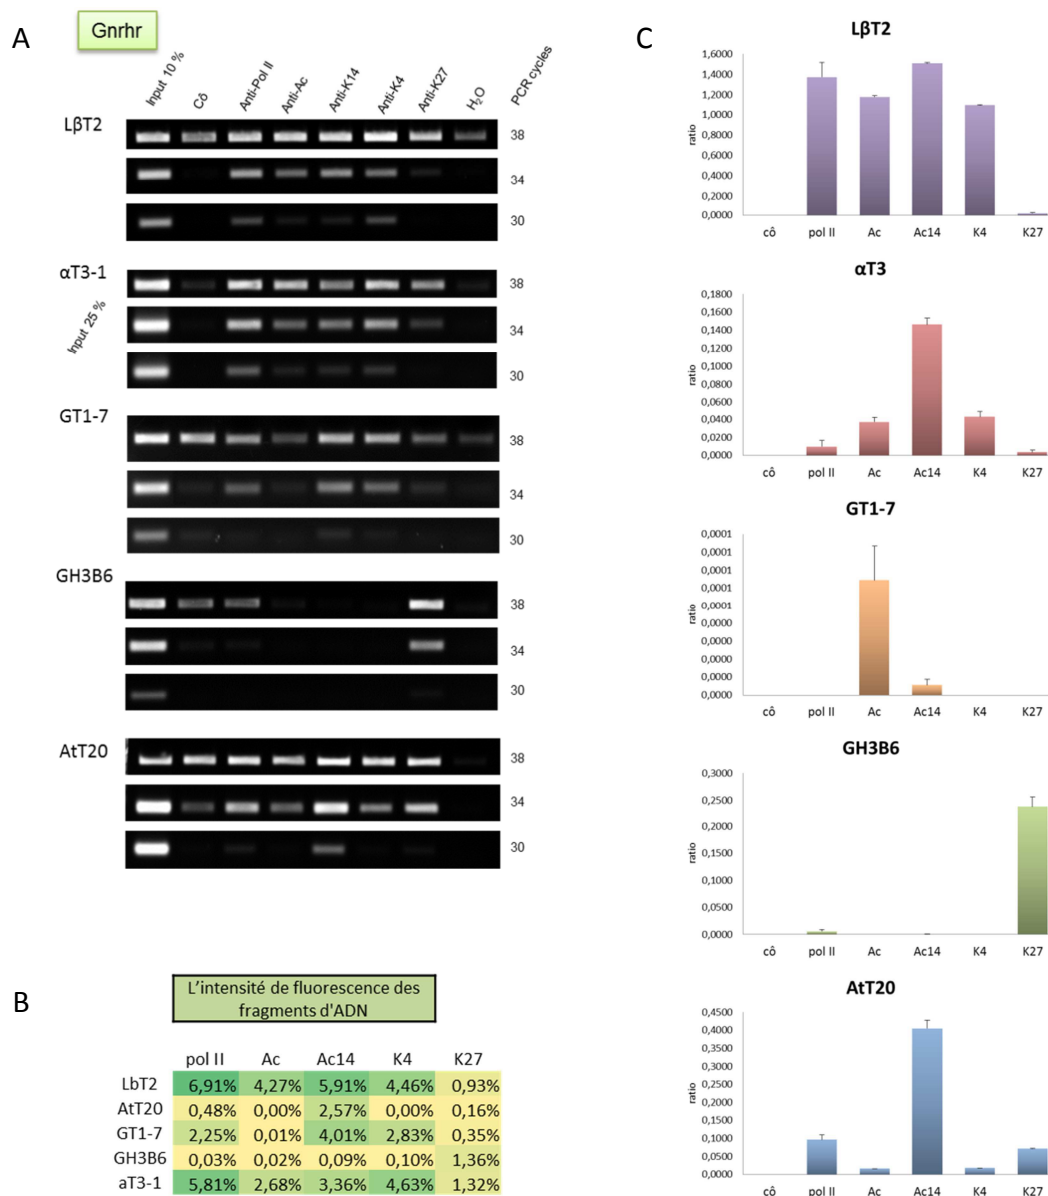 A
Gnrhr
Input 10 %
Cô
Anti-Pol II
Anti-Ac
Anti-K14
Anti-K4
Anti-K27
H₂O
PCR cycles
LβT2
38
34
30
αT3-1
Input 25 %
38
34
30
GT1-7
38
34
30
GH3B6
38
34
30
AtT20
38
34
30
B
L'intensité de fluorescence des
fragments d'ADN
pol II Ac Ac14 K4 K27
LbT2 6,91% 4,27% 5,91% 4,46% 0,93%
AtT20 0,48% 0,00% 2,57% 0,00% 0,16%
GT1-7 2,25% 0,01% 4,01% 2,83% 0,35%
GH3B6 0,03% 0,02% 0,09% 0,10% 1,36%
aT3-1 5,81% 2,68% 3,36% 4,63% 1,32%
C
LβT2
ratio
1,6000
1,4000
1,2000
1,0000
0,8000
0,6000
0,4000
0,2000
0,0000
cô pol II Ac Ac14 K4 K27
αT3
ratio
0,1800
0,1600
0,1400
0,1200
0,1000
0,0800
0,0600
0,0400
0,0200
0,0000
cô pol II Ac Ac14 K4 K27
GT1-7
ratio
0,0001
0,0001
0,0001
0,0001
0,0001
0,0000
0,0000
0,0000
0,0000
0,0000
cô pol II Ac Ac14 K4 K27
GH3B6
ratio
0,3000
0,2500
0,2000
0,1500
0,1000
0,0500
0,0000
cô pol II Ac Ac14 K4 K27
AtT20
ratio
0,4500
0,4000
0,3500
0,3000
0,2500
0,2000
0,1500
0,1000
0,0500
0,0000
cô pol II Ac Ac14 K4 K27